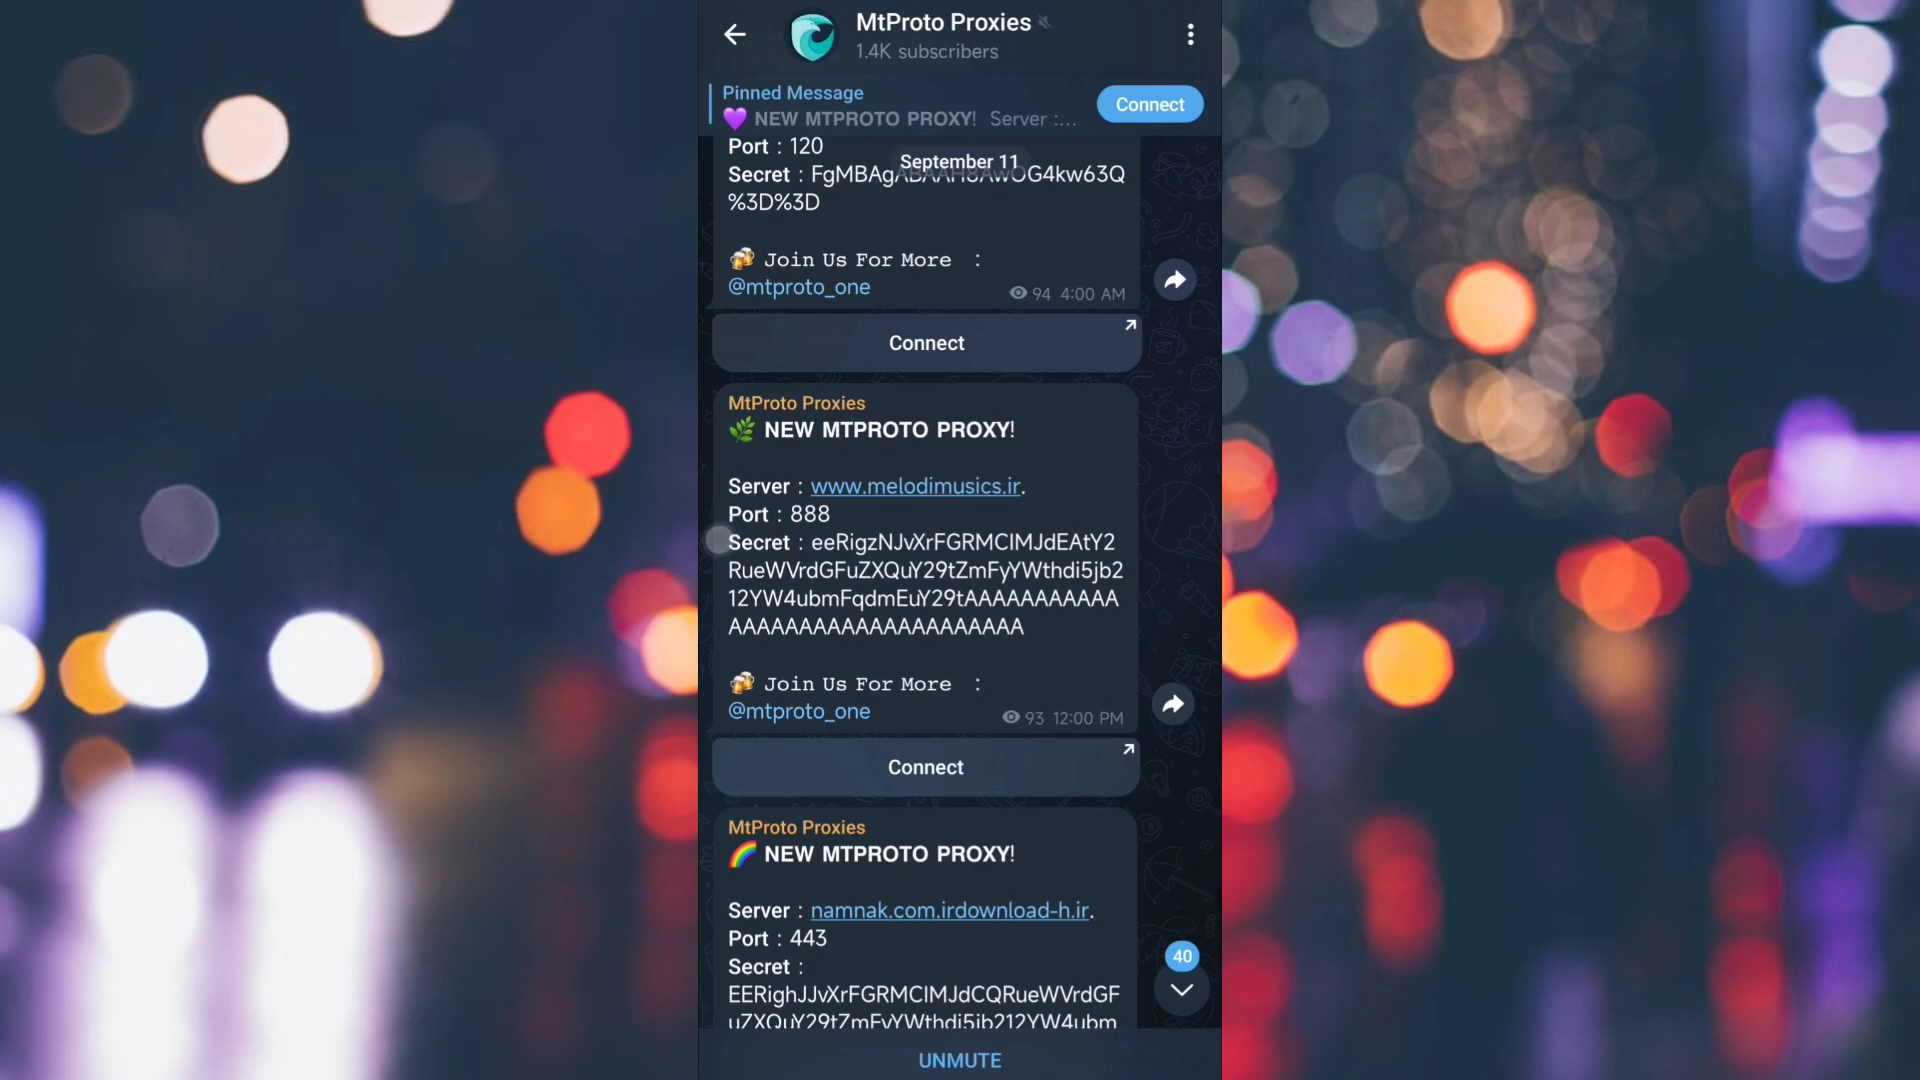 MtProto Proxies
1.4K subscribers
Pinned Message
💜 NEW MTPROTO PROXY! Server :...
Connect
Port : 120
September 11
%3D%3D
🍻 Join Us For More :
@mtproto_one
94 4:00 AM
Connect
MtProto Proxies
🌿 NEW MTPROTO PROXY!
Server : www.melodimusics.ir.
Port : 888
Secret : eeRigzNJvXrFGRMCIMJdEAtY2
RueWVrdGFuZXQuY29tZmFyYWthdi5jb2
12YW4ubmFqdmEuY29tAAAAAAAAAAA
AAAAAAAAAAAAAAAAAAAAA
🍻 Join Us For More :
@mtproto_one
93 12:00 PM
Connect
MtProto Proxies
🌈 NEW MTPROTO PROXY!
Server : namnak.com.irdownload-h.ir.
Port : 443
Secret :
EERighJJvXrFGRMCIMJdCQRueWVrdGF
uZXQuY29tZmFyYWthdi5jb212YW4ubm
40
UNMUTE